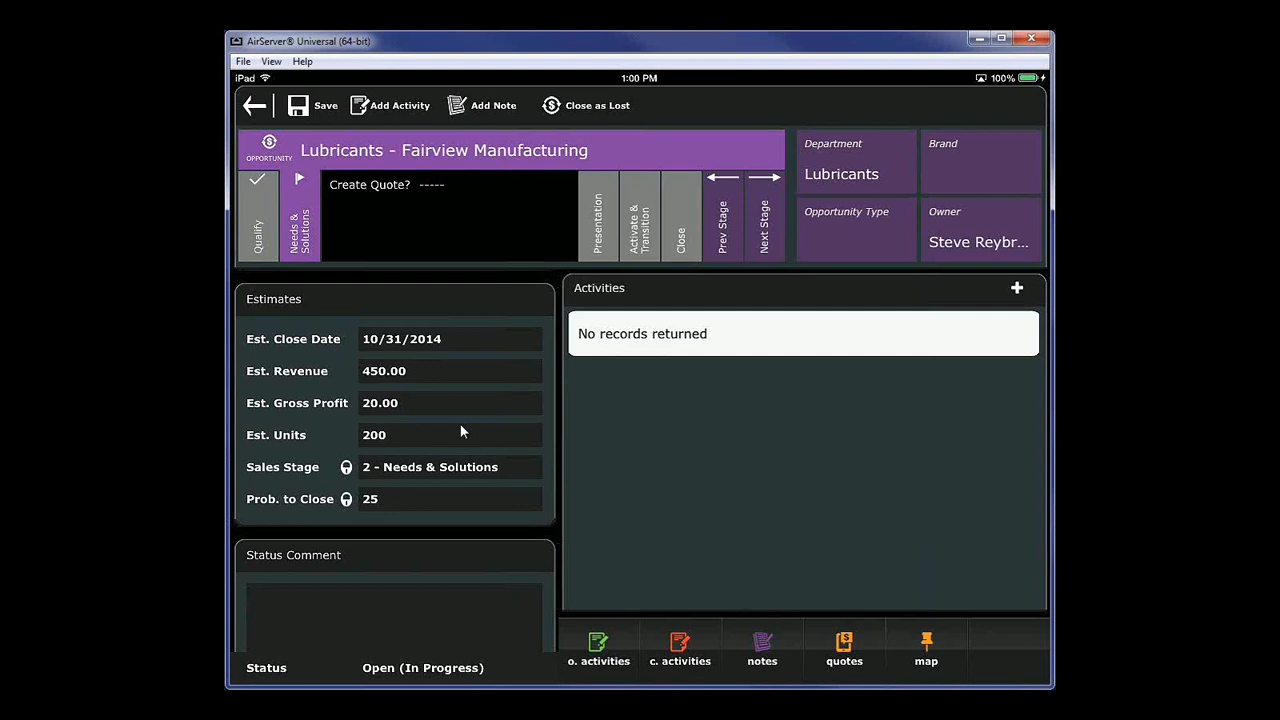 AirServer® Universal (64-bit)
File View Help
iPad 1:00 PM 100%
Save Add Activity Add Note Close as Lost
OPPORTUNITY
Lubricants - Fairview Manufacturing
Qualify
Needs & Solutions
Create Quote? -----
Presentation
Activate & Transition
Close
Prev Stage
Next Stage
Department
Lubricants
Brand
Opportunity Type
Owner
Steve Reybr...
Estimates
Est. Close Date 10/31/2014
Est. Revenue 450.00
Est. Gross Profit 20.00
Est. Units 200
Sales Stage 2 - Needs & Solutions
Prob. to Close 25
Status Comment
Status Open (In Progress)
Activities +
No records returned
o. activities c. activities notes quotes map